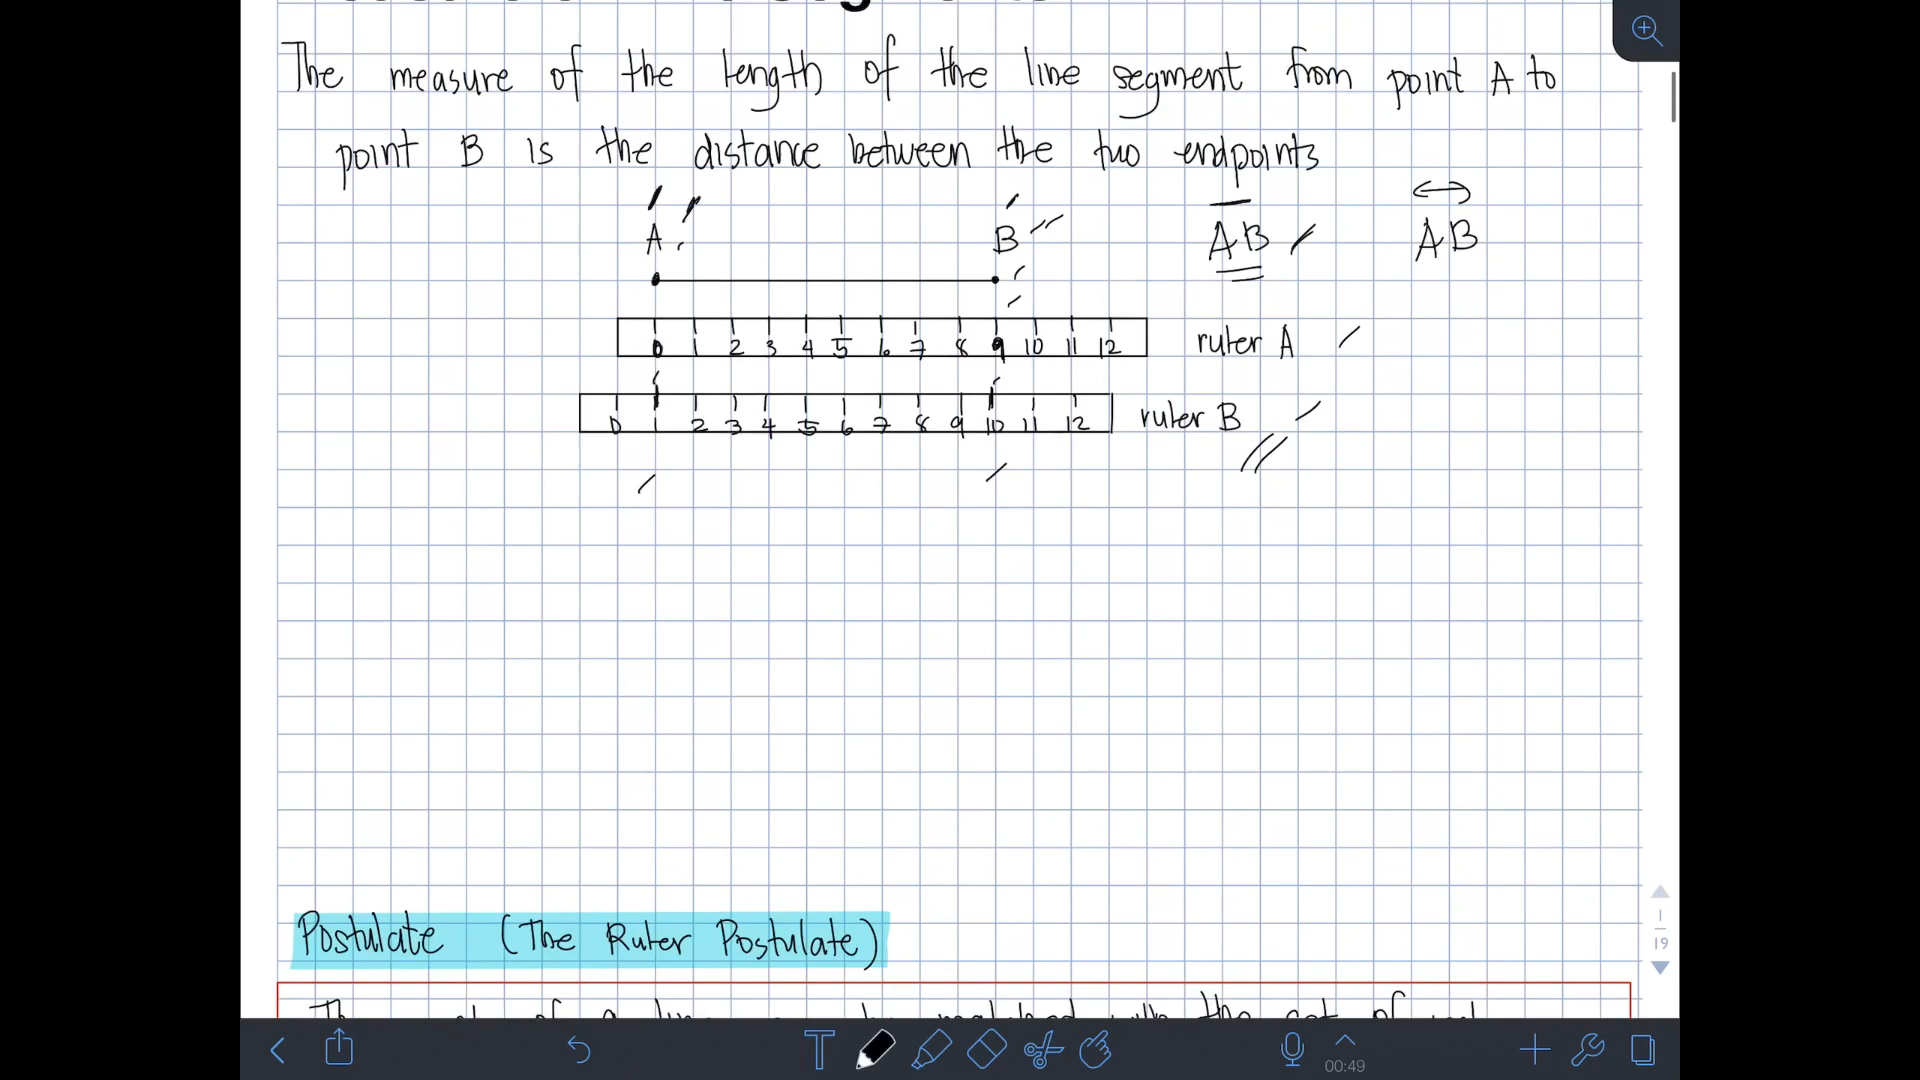 The measure of the length of the line segment from point A to
point B is the distance between the two endpoints
A B AB AB
0 1 2 3 4 5 6 7 8 9 10 11 12 ruler A
0 1 2 3 4 5 6 7 8 9 10 11 12 ruler B
Postulate (The Ruler Postulate)
1
19
T
00:49